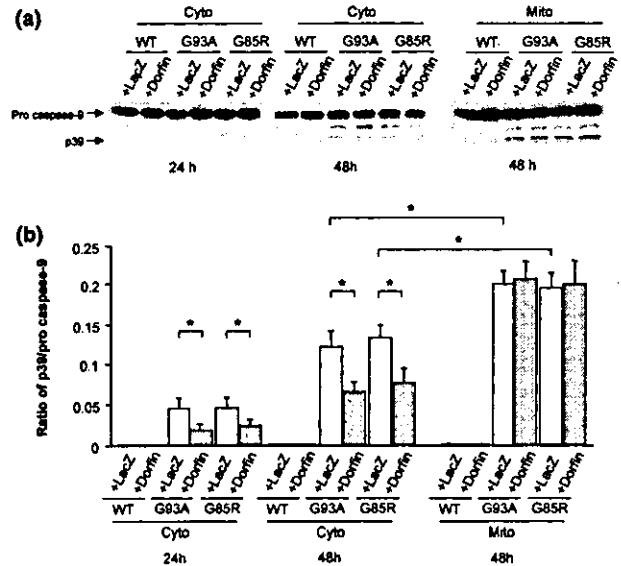 (a)
Cyto Cyto Mito
WT G93A G85R WT G93A G85R WT G93A G85R
+LacZ +Dorfin +LacZ +Dorfin +LacZ +Dorfin +LacZ +Dorfin +LacZ +Dorfin +LacZ +Dorfin +LacZ +Dorfin +LacZ +Dorfin +LacZ +Dorfin
Pro caspase-9
p39
24 h 48h 48 h
(b)
Ratio of p39/pro caspase-9
0.25
0.2
0.15
0.1
0.05
0
* * * * * *
+LacZ +Dorfin +LacZ +Dorfin +LacZ +Dorfin +LacZ +Dorfin +LacZ +Dorfin +LacZ +Dorfin +LacZ +Dorfin +LacZ +Dorfin +LacZ +Dorfin
WT G93A G85R WT G93A G85R WT G93A G85R
Cyto Cyto Mito
24h 48h 48h